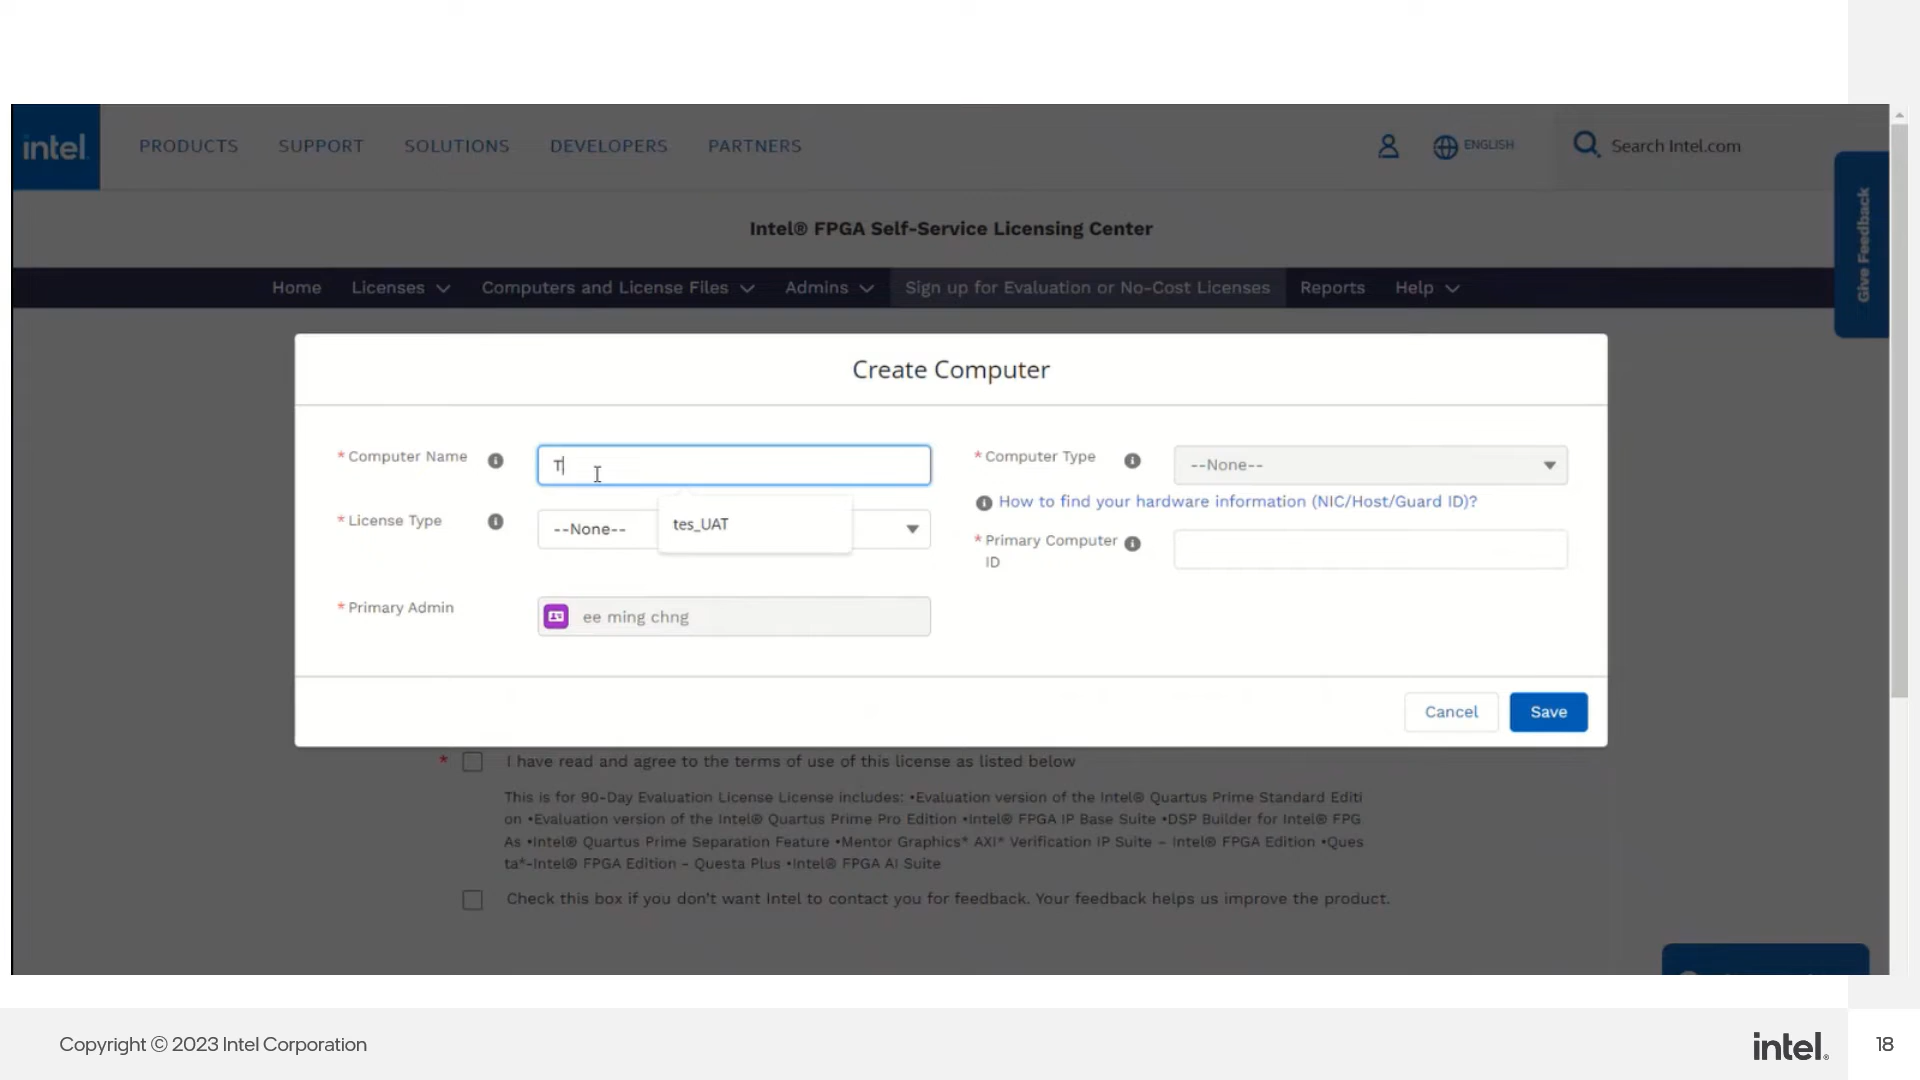 intel.
PRODUCTS SUPPORT SOLUTIONS DEVELOPERS PARTNERS
ENGLISH
Search Intel.com
Give Feedback
Intel® FPGA Self-Service Licensing Center
Home Licenses Computers and License Files Admins Sign up for Evaluation or No-Cost Licenses Reports Help
Create Computer
* Computer Name
T
* Computer Type
--None--
How to find your hardware information (NIC/Host/Guard ID)?
* License Type
--None--
tes_UAT
* Primary Computer
ID
* Primary Admin
ee ming chng
Cancel
Save
* I have read and agree to the terms of use of this license as listed below
This is for 90-Day Evaluation License License includes: •Evaluation version of the Intel® Quartus Prime Standard Editi
on •Evaluation version of the Intel® Quartus Prime Pro Edition •Intel® FPGA IP Base Suite •DSP Builder for Intel® FPG
As •Intel® Quartus Prime Separation Feature •Mentor Graphics* AXI* Verification IP Suite – Intel® FPGA Edition •Ques
ta*-Intel® FPGA Edition - Questa Plus •Intel® FPGA AI Suite
Check this box if you don't want Intel to contact you for feedback. Your feedback helps us improve the product.
Copyright © 2023 Intel Corporation
intel.
18